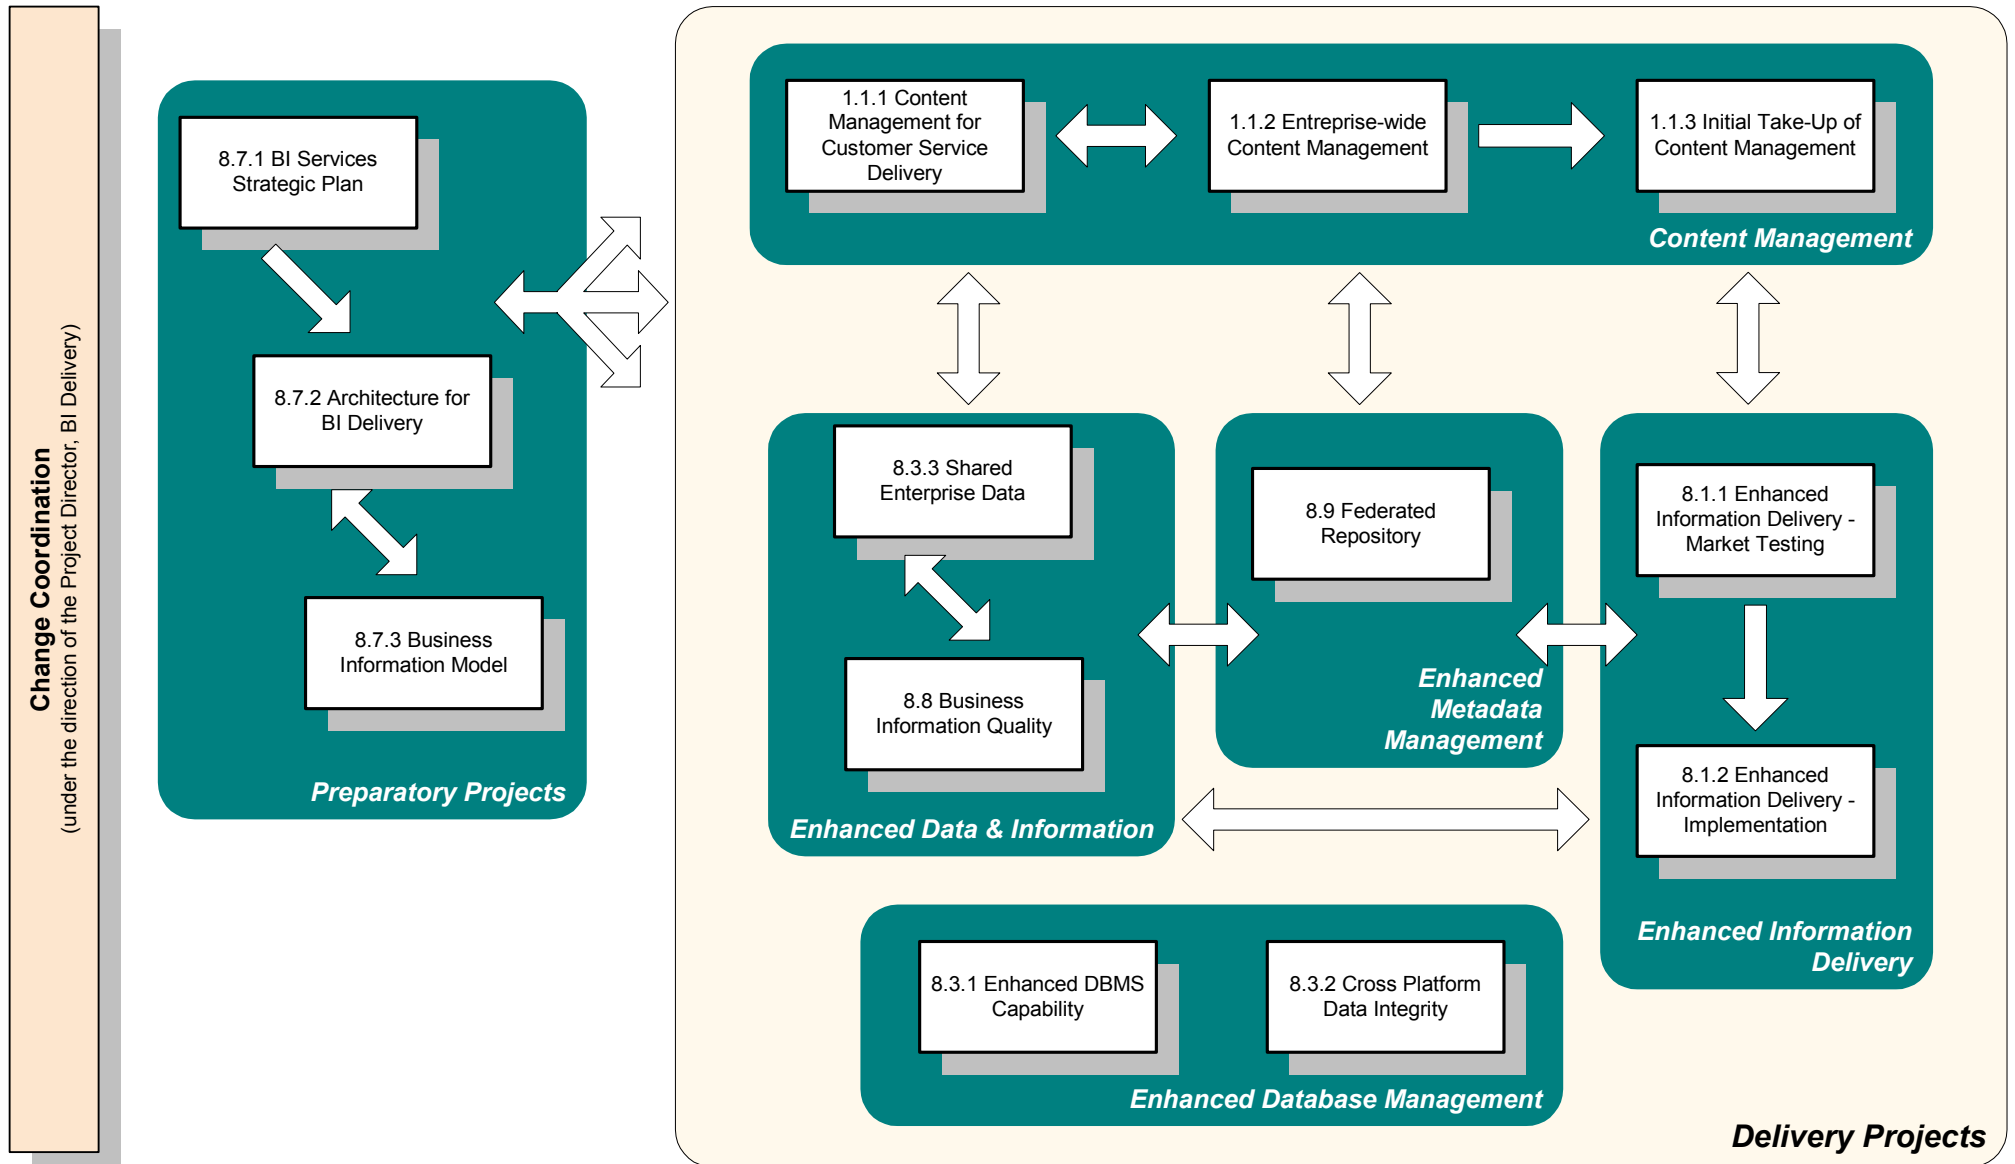 Change Coordination
(under the direction of the Project Director, BI Delivery)
8.7.1 BI Services
Strategic Plan
8.7.2 Architecture for
BI Delivery
8.7.3 Business
Information Model
Preparatory Projects
1.1.1 Content
Management for
Customer Service
Delivery
1.1.2 Entreprise-wide
Content Management
1.1.3 Initial Take-Up of
Content Management
Content Management
8.3.3 Shared
Enterprise Data
8.8 Business
Information Quality
Enhanced Data & Information
8.9 Federated
Repository
Enhanced
Metadata
Management
8.1.1 Enhanced
Information Delivery -
Market Testing
8.1.2 Enhanced
Information Delivery -
Implementation
Enhanced Information
Delivery
8.3.1 Enhanced DBMS
Capability
8.3.2 Cross Platform
Data Integrity
Enhanced Database Management
Delivery Projects